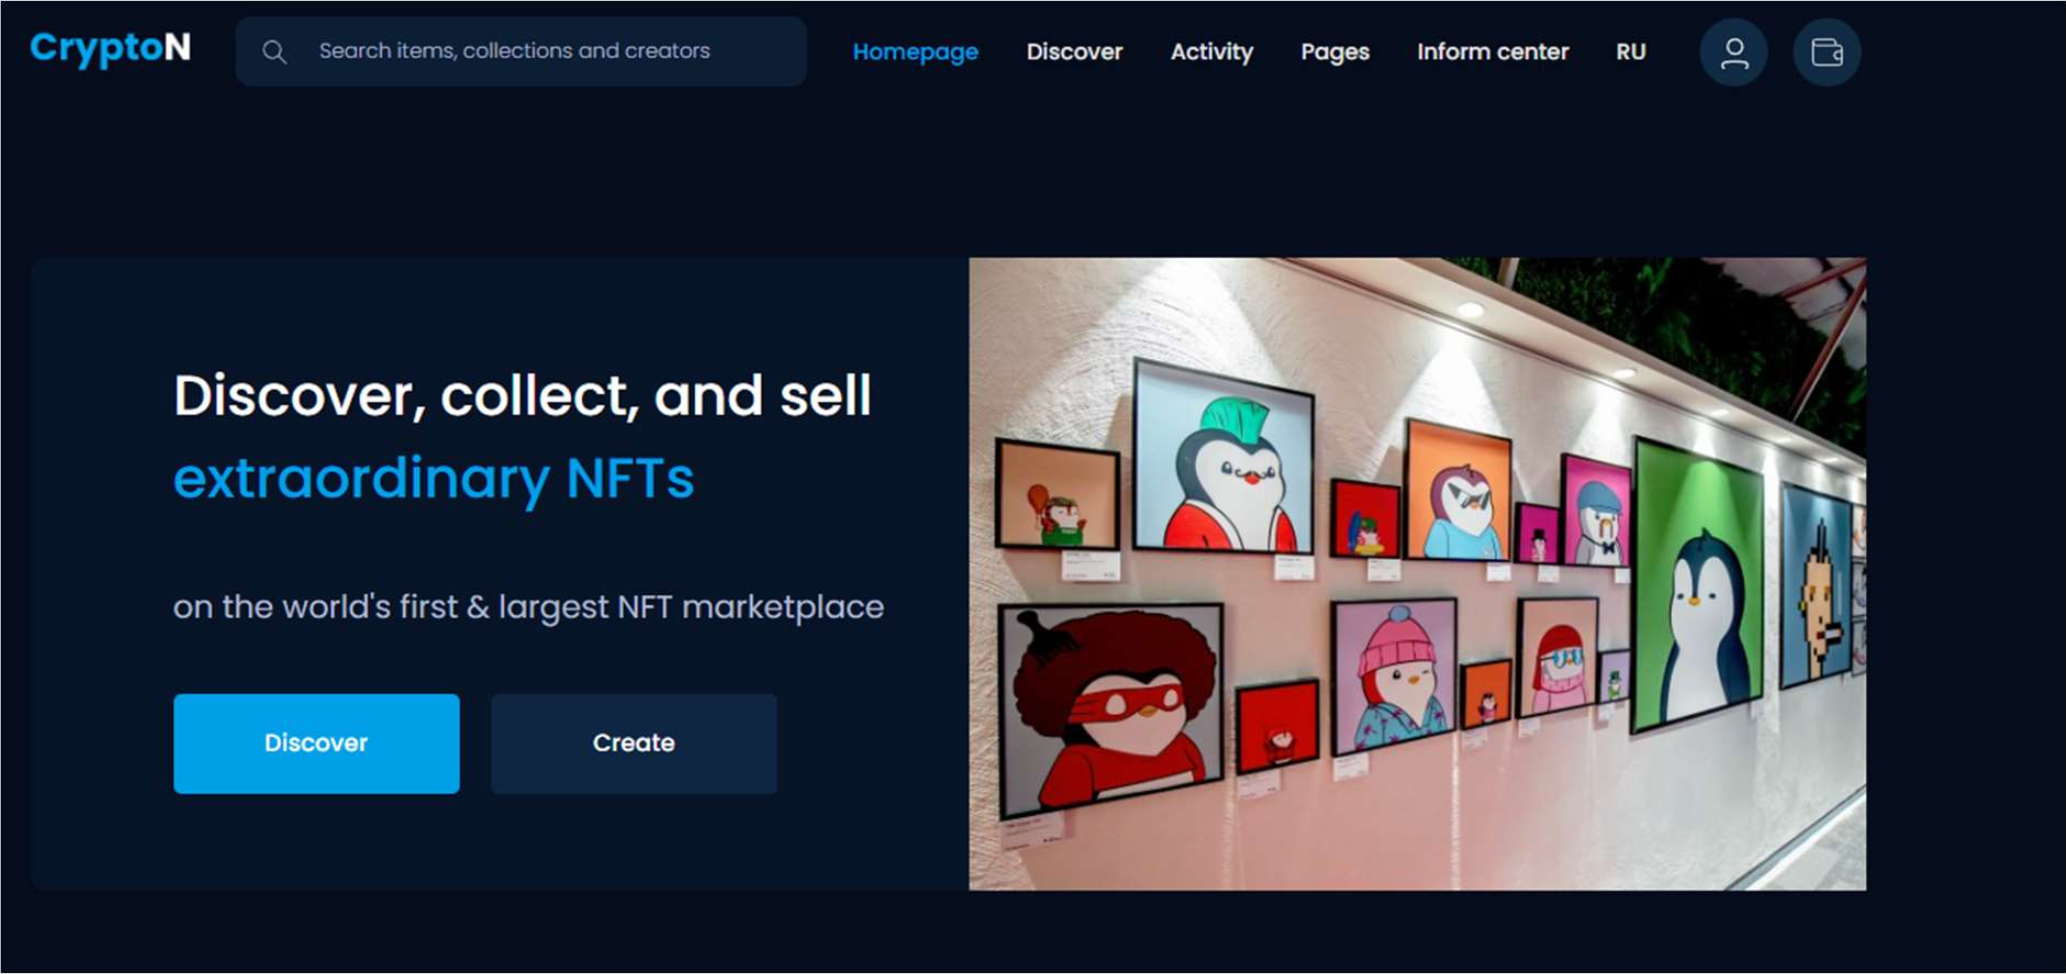 CryptoN
Search items, collections and creators
Homepage
Discover
Activity
Pages
Inform center
RU
Discover, collect, and sell
extraordinary NFTs
on the world's first & largest NFT marketplace
Discover
Create